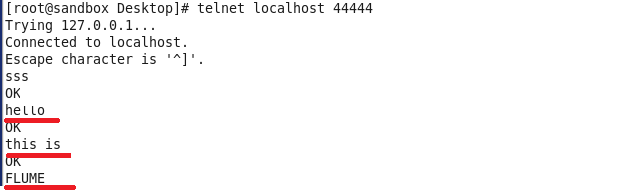 [root@sandbox Desktop]# telnet localhost 44444
Trying 127.0.0.1...
Connected to localhost.
Escape character is '^]'.
sss
OK
hello
OK
this is
OK
FLUME